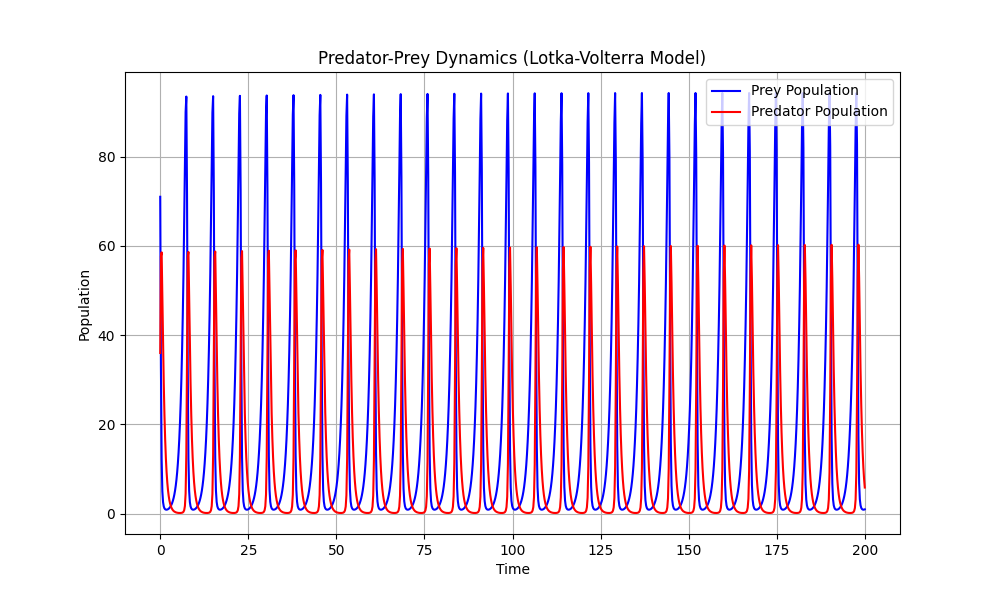 Predator-Prey Dynamics (Lotka-Volterra Model)
Prey Population
Predator Population
Population
80
60
40
20
0
0 25 50 75 100 125 150 175 200
Time